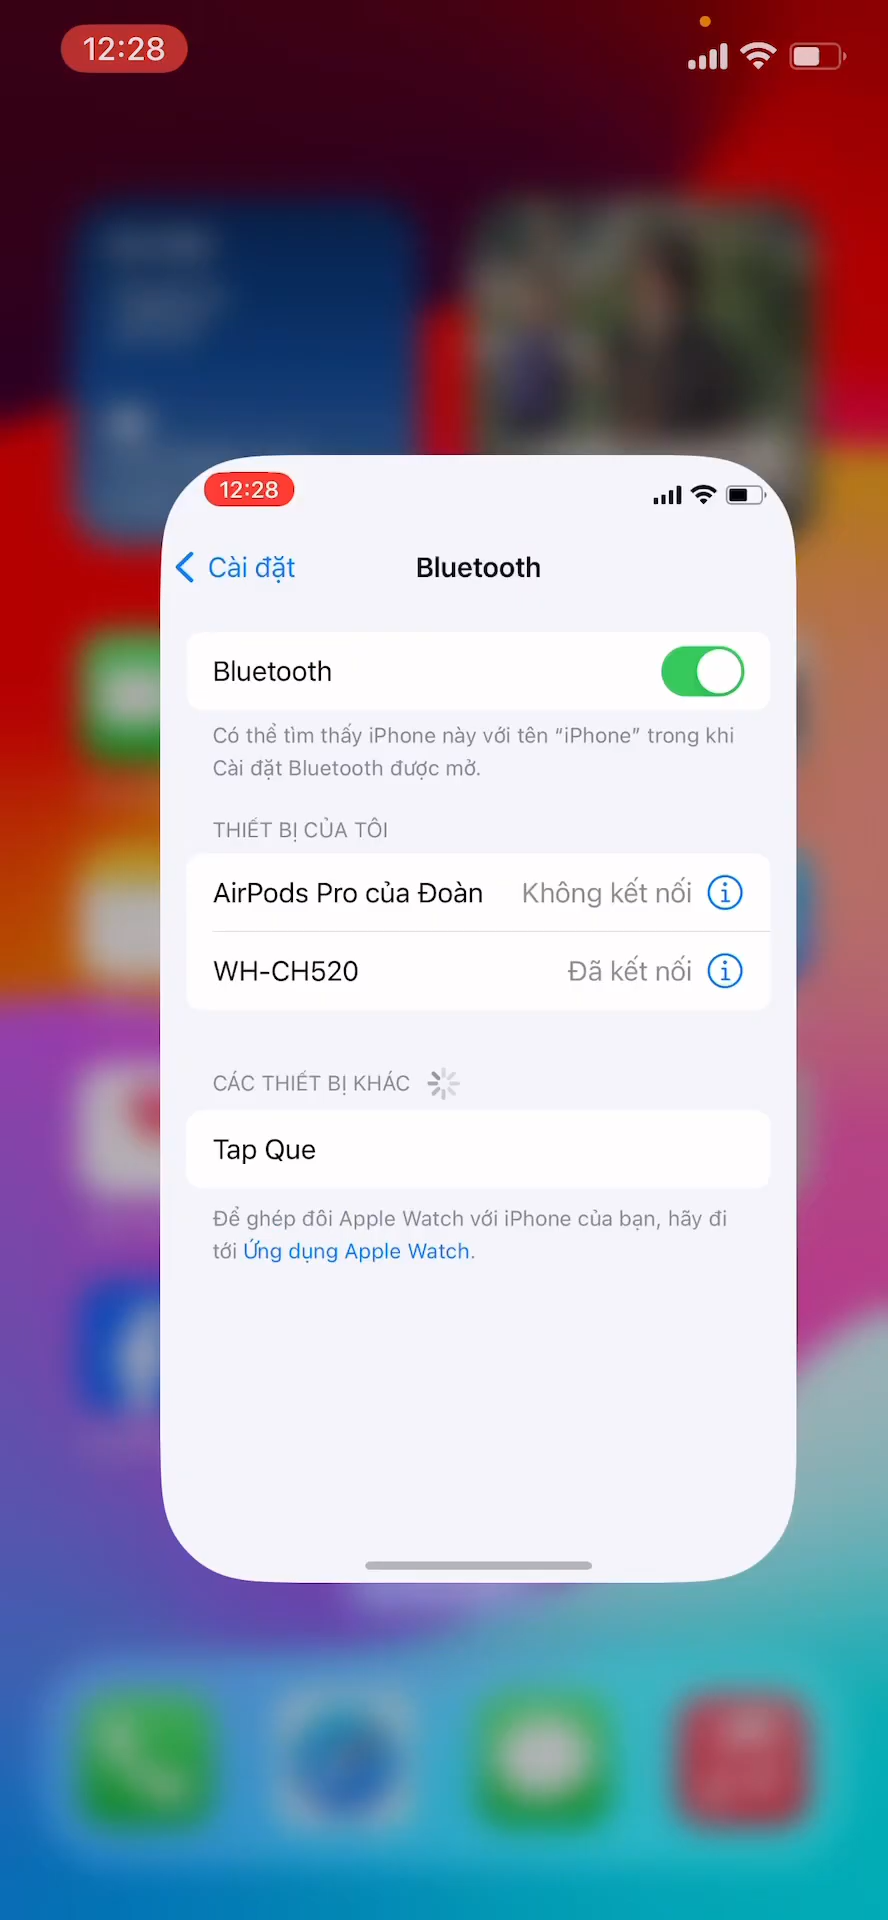 12:28
12:28
Cài đặt
Bluetooth
Bluetooth
Có thể tìm thấy iPhone này với tên “iPhone” trong khi
Cài đặt Bluetooth được mở.
THIẾT BỊ CỦA TÔI
AirPods Pro của Đoàn Không kết nối
WH-CH520 Đã kết nối
CÁC THIẾT BỊ KHÁC
Tap Que
Để ghép đôi Apple Watch với iPhone của bạn, hãy đi
tới Ứng dụng Apple Watch.